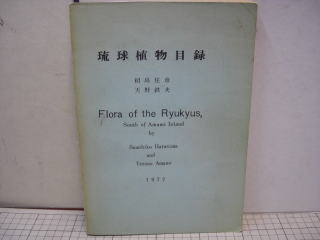 琉球植物目録
初島住彦
天野鉄夫
Flora of the Ryukyus,
South of Amami Island
by
Sumihiko Hatusima
and
Tetsuo Amano
1977